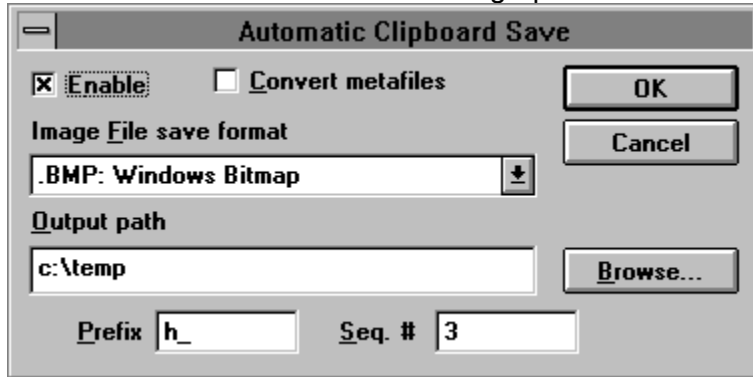 Automatic Clipboard Save
Enable Convert metafiles OK
Image File save format
Cancel
.BMP: Windows Bitmap
Output path
c:\temp Browse...
Prefix h_ Seq. # 3